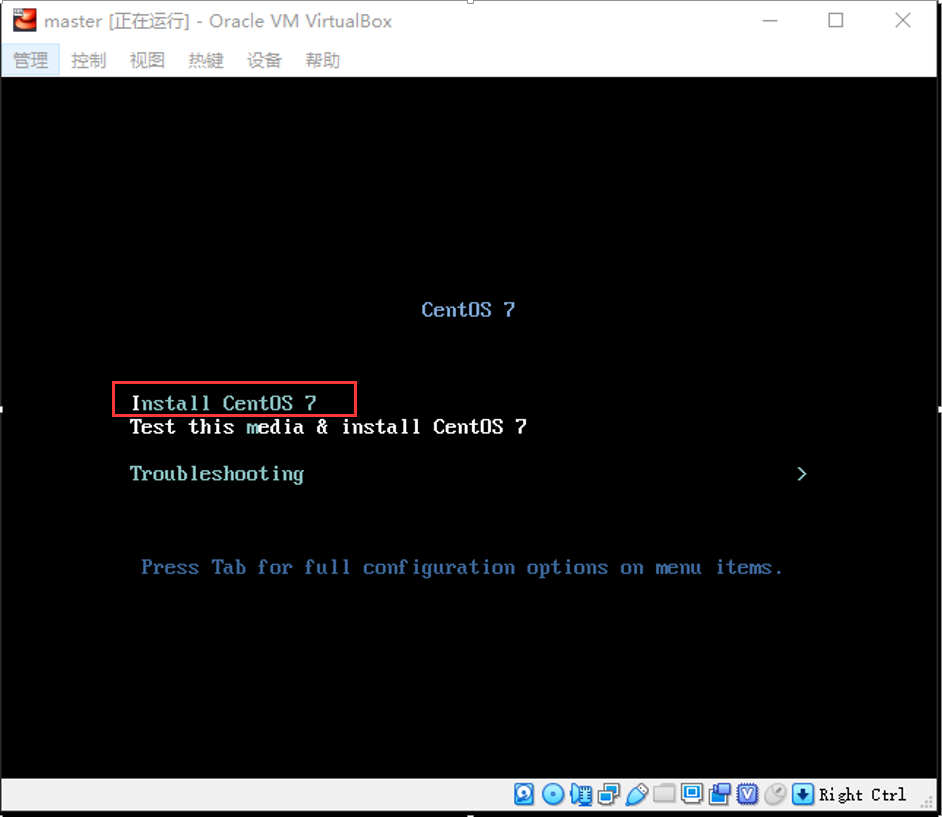 master [正在运行] - Oracle VM VirtualBox
管理 控制 视图 热键 设备 帮助
CentOS 7
Install CentOS 7
Test this media & install CentOS 7
Troubleshooting >
Press Tab for full configuration options on menu items.
Right Ctrl